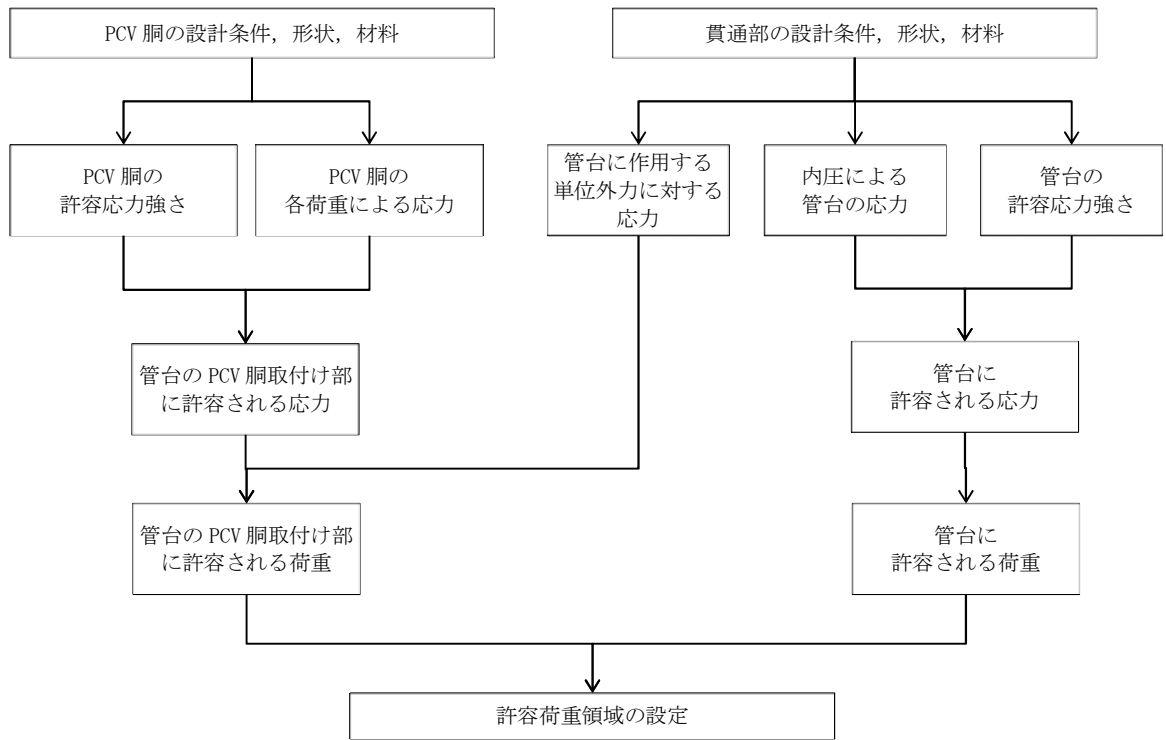 PCV 胴の設計条件，形状，材料
貫通部の設計条件，形状，材料
PCV 胴の
許容応力強さ
PCV 胴の
各荷重による応力
管台に作用する
単位外力に対する
応力
内圧による
管台の応力
管台の
許容応力強さ
管台の PCV 胴取付け部
に許容される応力
管台に
許容される応力
管台の PCV 胴取付け部
に許容される荷重
管台に
許容される荷重
許容荷重領域の設定